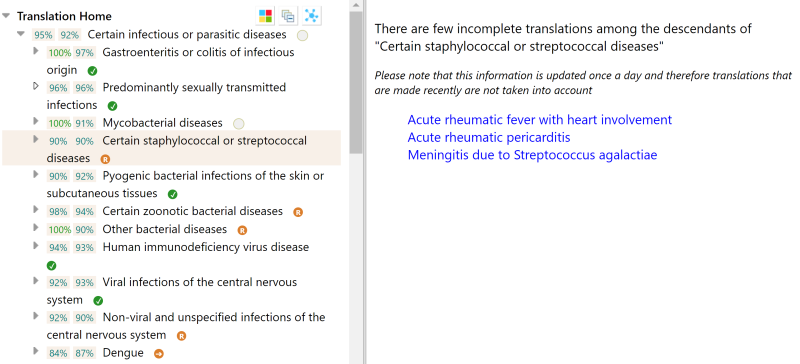 Translation Home
95% 92% Certain infectious or parasitic diseases
100% 97% Gastroenteritis or colitis of infectious
origin
96% 96% Predominantly sexually transmitted
infections
100% 91% Mycobacterial diseases
90% 90% Certain staphylococcal or streptococcal
diseases R
90% 92% Pyogenic bacterial infections of the skin or
subcutaneous tissues
98% 94% Certain zoonotic bacterial diseases R
100% 90% Other bacterial diseases R
94% 93% Human immunodeficiency virus disease
92% 93% Viral infections of the central nervous
system
92% 90% Non-viral and unspecified infections of the
central nervous system R
84% 87% Dengue
There are few incomplete translations among the descendants of
"Certain staphylococcal or streptococcal diseases"
Please note that this information is updated once a day and therefore translations that
are made recently are not taken into account
Acute rheumatic fever with heart involvement
Acute rheumatic pericarditis
Meningitis due to Streptococcus agalactiae